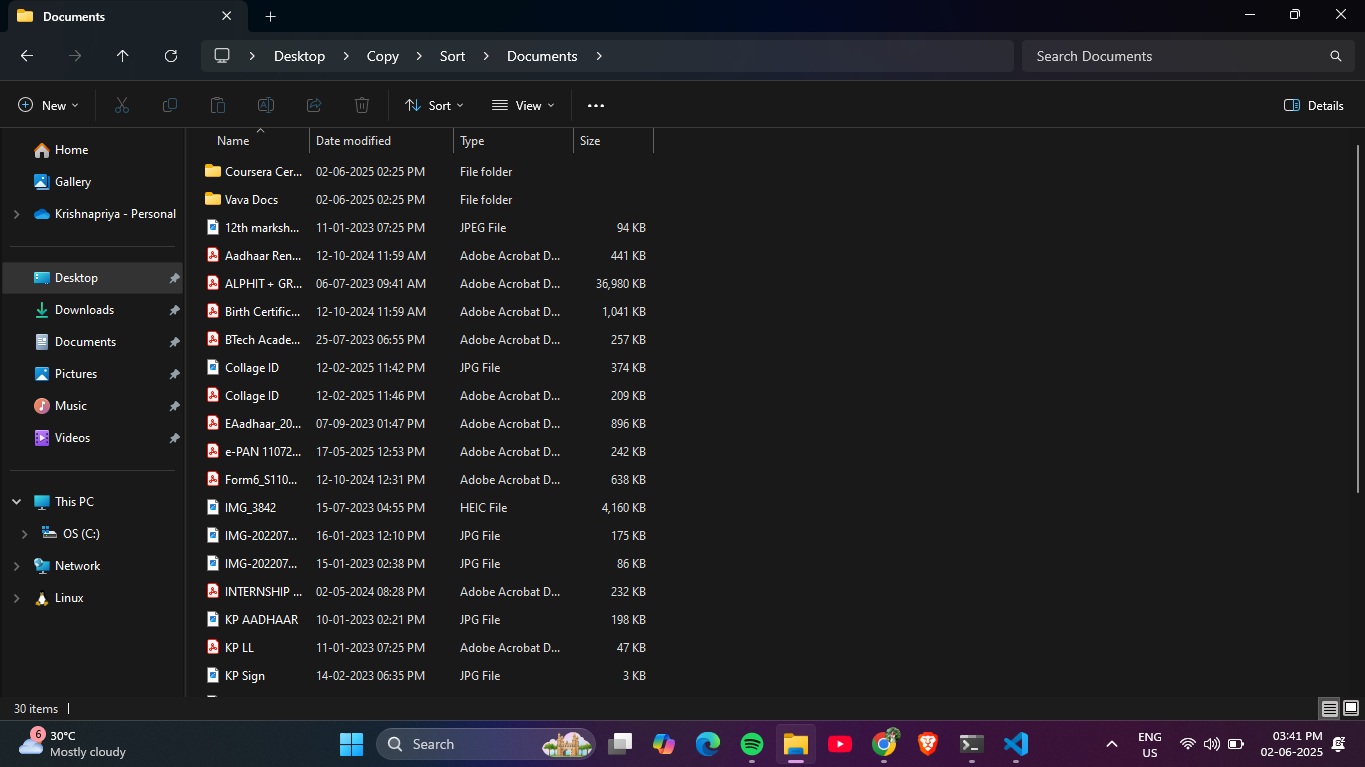 Documents
Desktop > Copy > Sort > Documents >
Search Documents
New
Sort
View
Details
Name Date modified Type Size
Home
Gallery
Krishnapriya - Personal
Desktop
Downloads
Documents
Pictures
Music
Videos
This PC
OS (C:)
Network
Linux
Coursera Cer... 02-06-2025 02:25 PM File folder
Vava Docs 02-06-2025 02:25 PM File folder
12th marksh... 11-01-2023 07:25 PM JPEG File 94 KB
Aadhaar Ren... 12-10-2024 11:59 AM Adobe Acrobat D... 441 KB
ALPHIT + GR... 06-07-2023 09:41 AM Adobe Acrobat D... 36,980 KB
Birth Certific... 12-10-2024 11:59 AM Adobe Acrobat D... 1,041 KB
BTech Acade... 25-07-2023 06:55 PM Adobe Acrobat D... 257 KB
Collage ID 12-02-2025 11:42 PM JPG File 374 KB
Collage ID 12-02-2025 11:46 PM Adobe Acrobat D... 209 KB
EAadhaar_20... 07-09-2023 01:47 PM Adobe Acrobat D... 896 KB
e-PAN 11072... 17-05-2025 12:53 PM Adobe Acrobat D... 242 KB
Form6_S110... 12-10-2024 12:31 PM Adobe Acrobat D... 638 KB
IMG_3842 15-07-2023 04:55 PM HEIC File 4,160 KB
IMG-202207... 16-01-2023 12:10 PM JPG File 175 KB
IMG-202207... 15-01-2023 02:38 PM JPG File 86 KB
INTERNSHIP ... 02-05-2024 08:28 PM Adobe Acrobat D... 232 KB
KP AADHAAR 10-01-2023 02:21 PM JPG File 198 KB
KP LL 11-01-2023 07:25 PM Adobe Acrobat D... 47 KB
KP Sign 14-02-2023 06:35 PM JPG File 3 KB
30 items
6
30°C
Mostly cloudy
Search
ENG
US
03:41 PM
02-06-2025